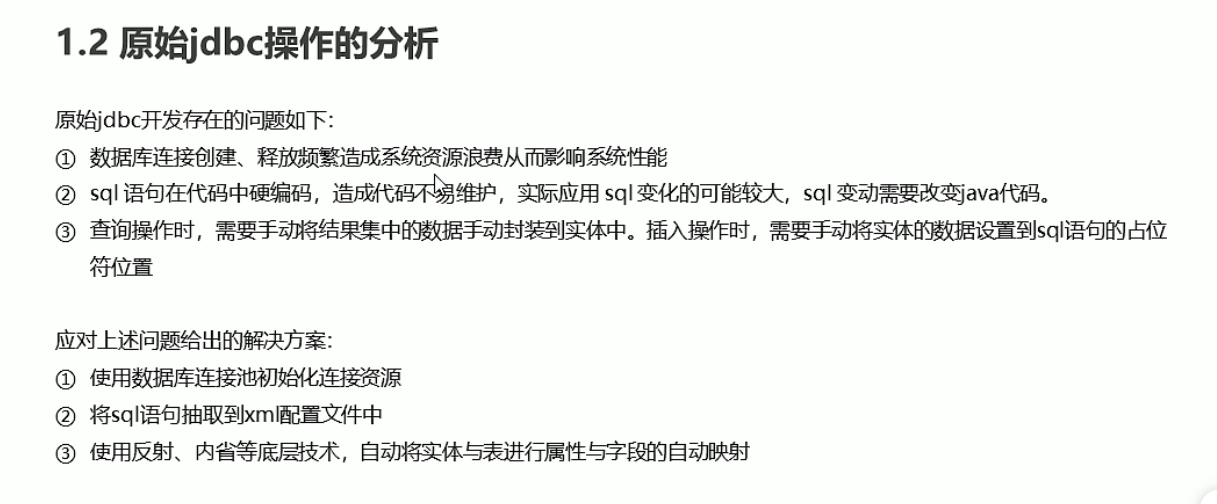 1.2 原始jdbc操作的分析
原始jdbc开发存在的问题如下：
① 数据库连接创建、释放频繁造成系统资源浪费从而影响系统性能
② sql 语句在代码中硬编码，造成代码不易维护，实际应用 sql 变化的可能较大，sql 变动需要改变java代码。
③ 查询操作时，需要手动将结果集中的数据手动封装到实体中。插入操作时，需要手动将实体的数据设置到sql语句的占位
符位置
应对上述问题给出的解决方案：
① 使用数据库连接池初始化连接资源
② 将sql语句抽取到xml配置文件中
③ 使用反射、内省等底层技术，自动将实体与表进行属性与字段的自动映射